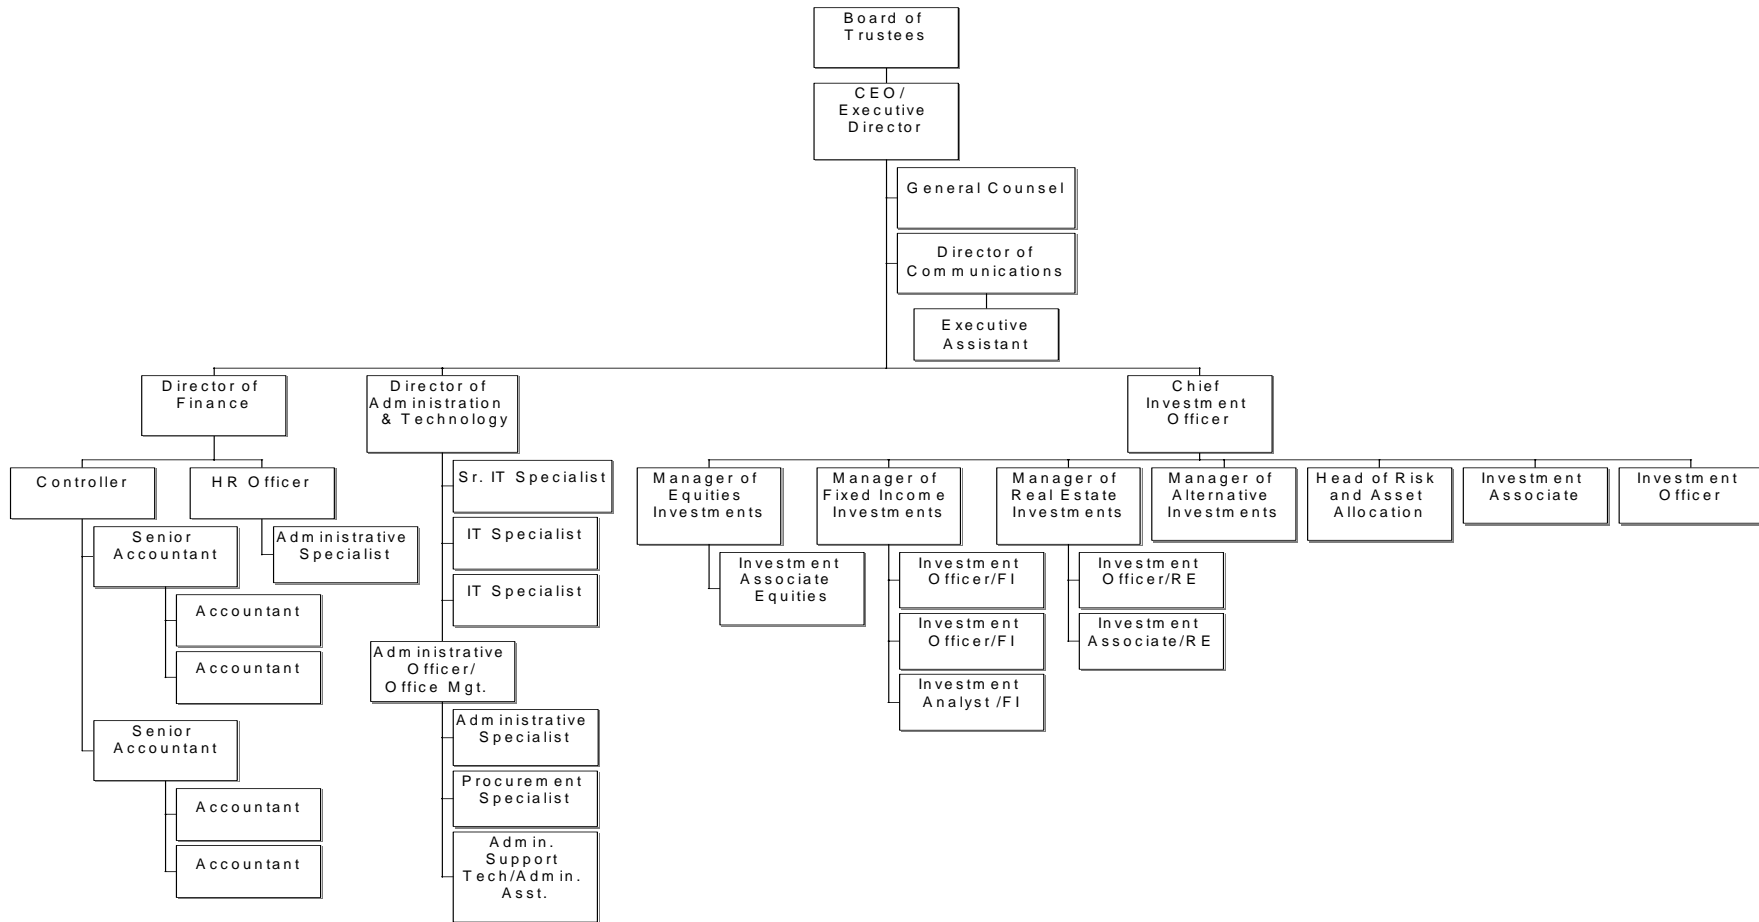 Board of
Trustees
CEO/
Executive
Director
General Counsel
Director of
Communications
Executive
Assistant
Director of
Finance
Director of
Administration
& Technology
Chief
Investment
Officer
Controller
HR Officer
Sr. IT Specialist
Manager of
Equities
Investments
Manager of
Fixed Income
Investments
Manager of
Real Estate
Investments
Manager of
Alternative
Investments
Head of Risk
and Asset
Allocation
Investment
Associate
Investment
Officer
Senior
Accountant
Administrative
Specialist
IT Specialist
Investment
Associate
Equities
Investment
Officer/FI
Investment
Officer/RE
IT Specialist
Accountant
Investment
Officer/FI
Investment
Associate/RE
Accountant
Administrative
Officer/
Office Mgt.
Investment
Analyst /FI
Senior
Accountant
Administrative
Specialist
Accountant
Procurement
Specialist
Accountant
Admin.
Support
Tech/Admin.
Asst.